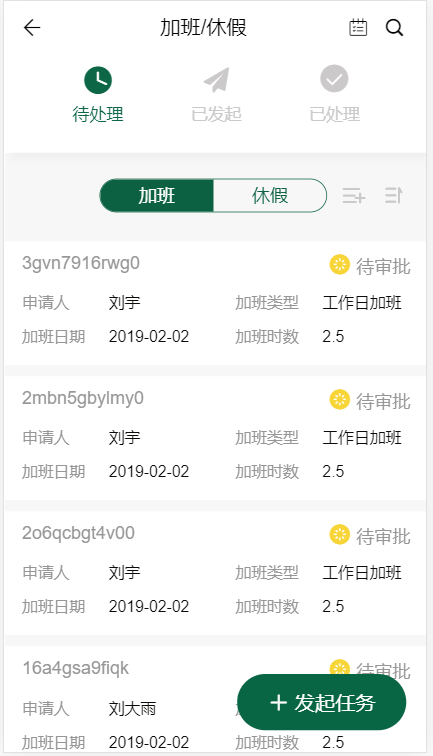 加班/休假
待处理 已发起 已处理
加班 休假
3gvn7916rwg0 待审批
申请人 刘宇 加班类型 工作日加班
加班日期 2019-02-02 加班时数 2.5
2mbn5gbylmy0 待审批
申请人 刘宇 加班类型 工作日加班
加班日期 2019-02-02 加班时数 2.5
2o6qcbgt4v00 待审批
申请人 刘宇 加班类型 工作日加班
加班日期 2019-02-02 加班时数 2.5
16a4gsa9fiqk 待审批
申请人 刘大雨
发起任务
加班日期 2019-02-02 加班时数 2.5